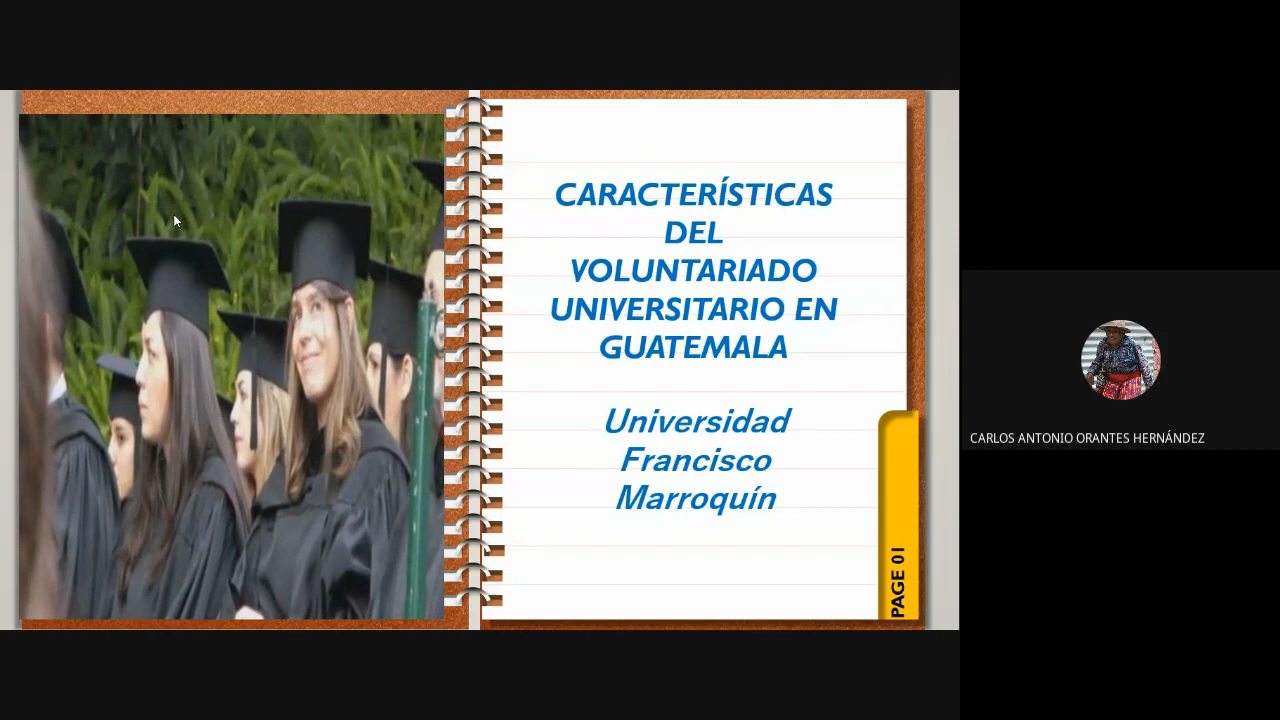 CARACTERÍSTICAS
DEL
VOLUNTARIADO
UNIVERSITARIO EN
GUATEMALA
Universidad
Francisco
Marroquín
PAGE 01
CARLOS ANTONIO ORANTES HERNÁNDEZ